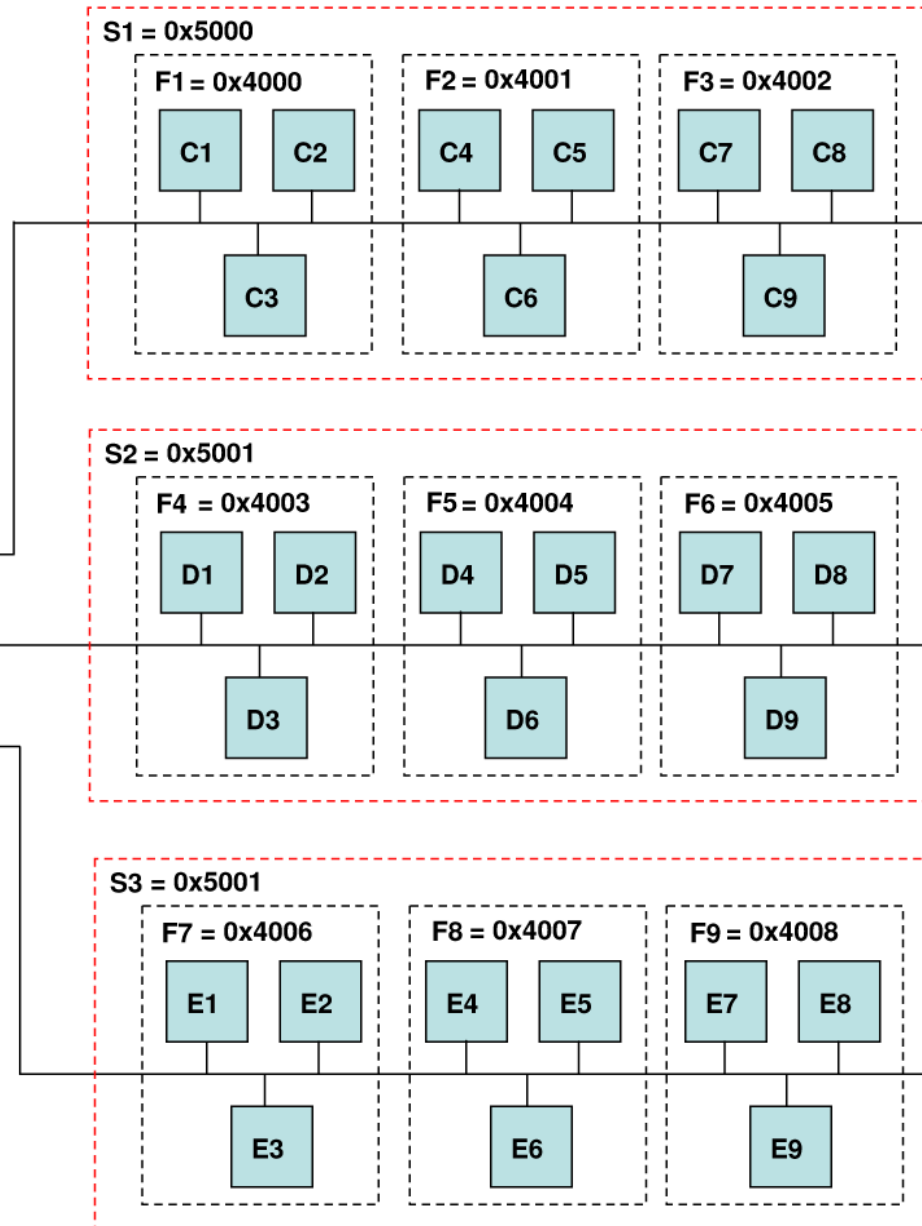 S1 = 0x5000
F1 = 0x4000
F2 = 0x4001
F3 = 0x4002
C1
C2
C4
C5
C7
C8
C3
C6
C9
S2 = 0x5001
F4 = 0x4003
F5 = 0x4004
F6 = 0x4005
D1
D2
D4
D5
D7
D8
D3
D6
D9
S3 = 0x5001
F7 = 0x4006
F8 = 0x4007
F9 = 0x4008
E1
E2
E4
E5
E7
E8
E3
E6
E9